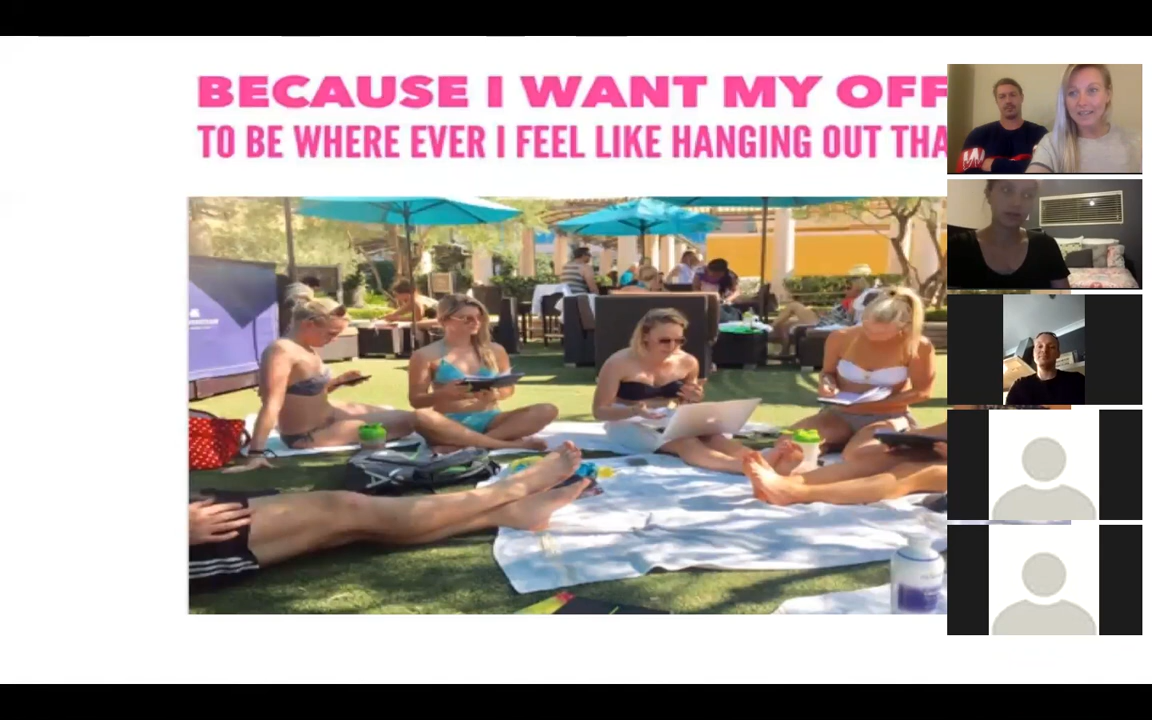 BECAUSE I WANT MY OFF
TO BE WHERE EVER I FEEL LIKE HANGING OUT THA